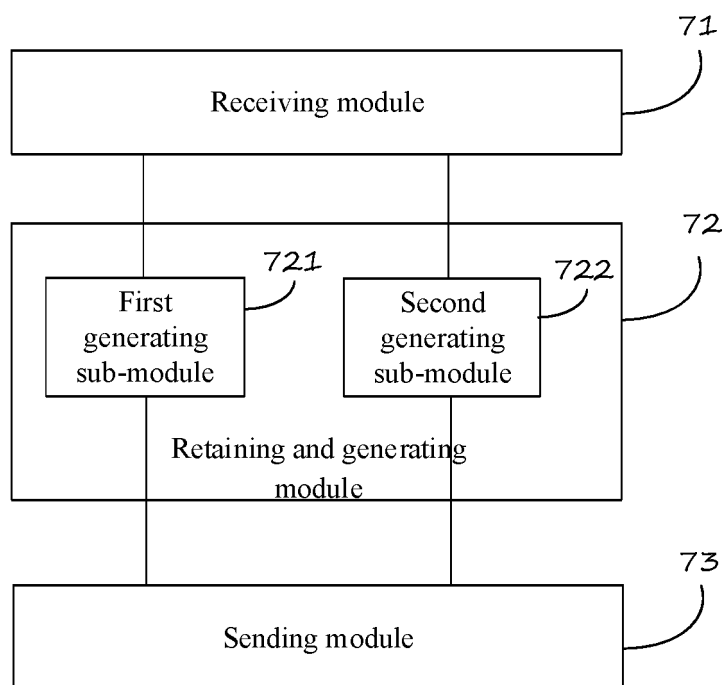 71
Receiving module
72
721
722
First
generating
sub-module
Second
generating
sub-module
Retaining and generating
module
73
Sending module